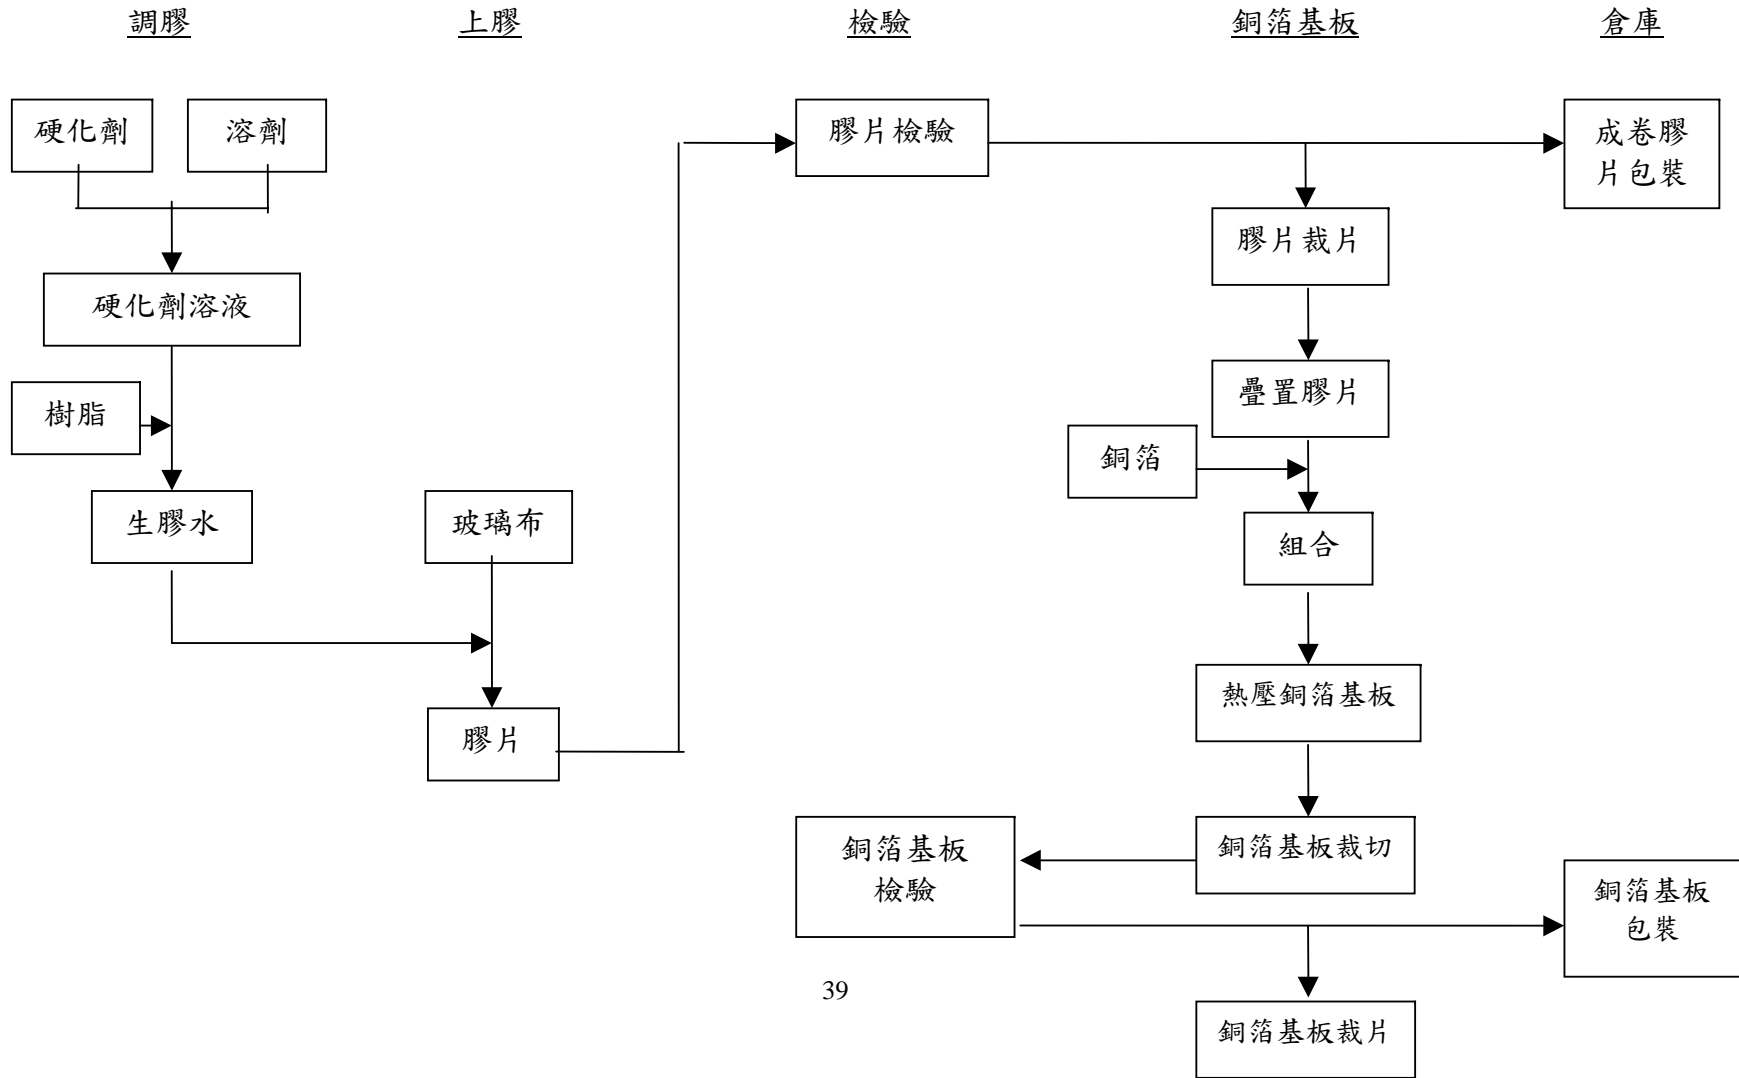 調膠
上膠
檢驗
銅箔基板
倉庫
硬化劑
溶劑
膠片檢驗
成卷膠
片包裝
膠片裁片
硬化劑溶液
疊置膠片
樹脂
銅箔
生膠水
玻璃布
組合
熱壓銅箔基板
膠片
銅箔基板裁切
銅箔基板
檢驗
銅箔基板
包裝
39
銅箔基板裁片